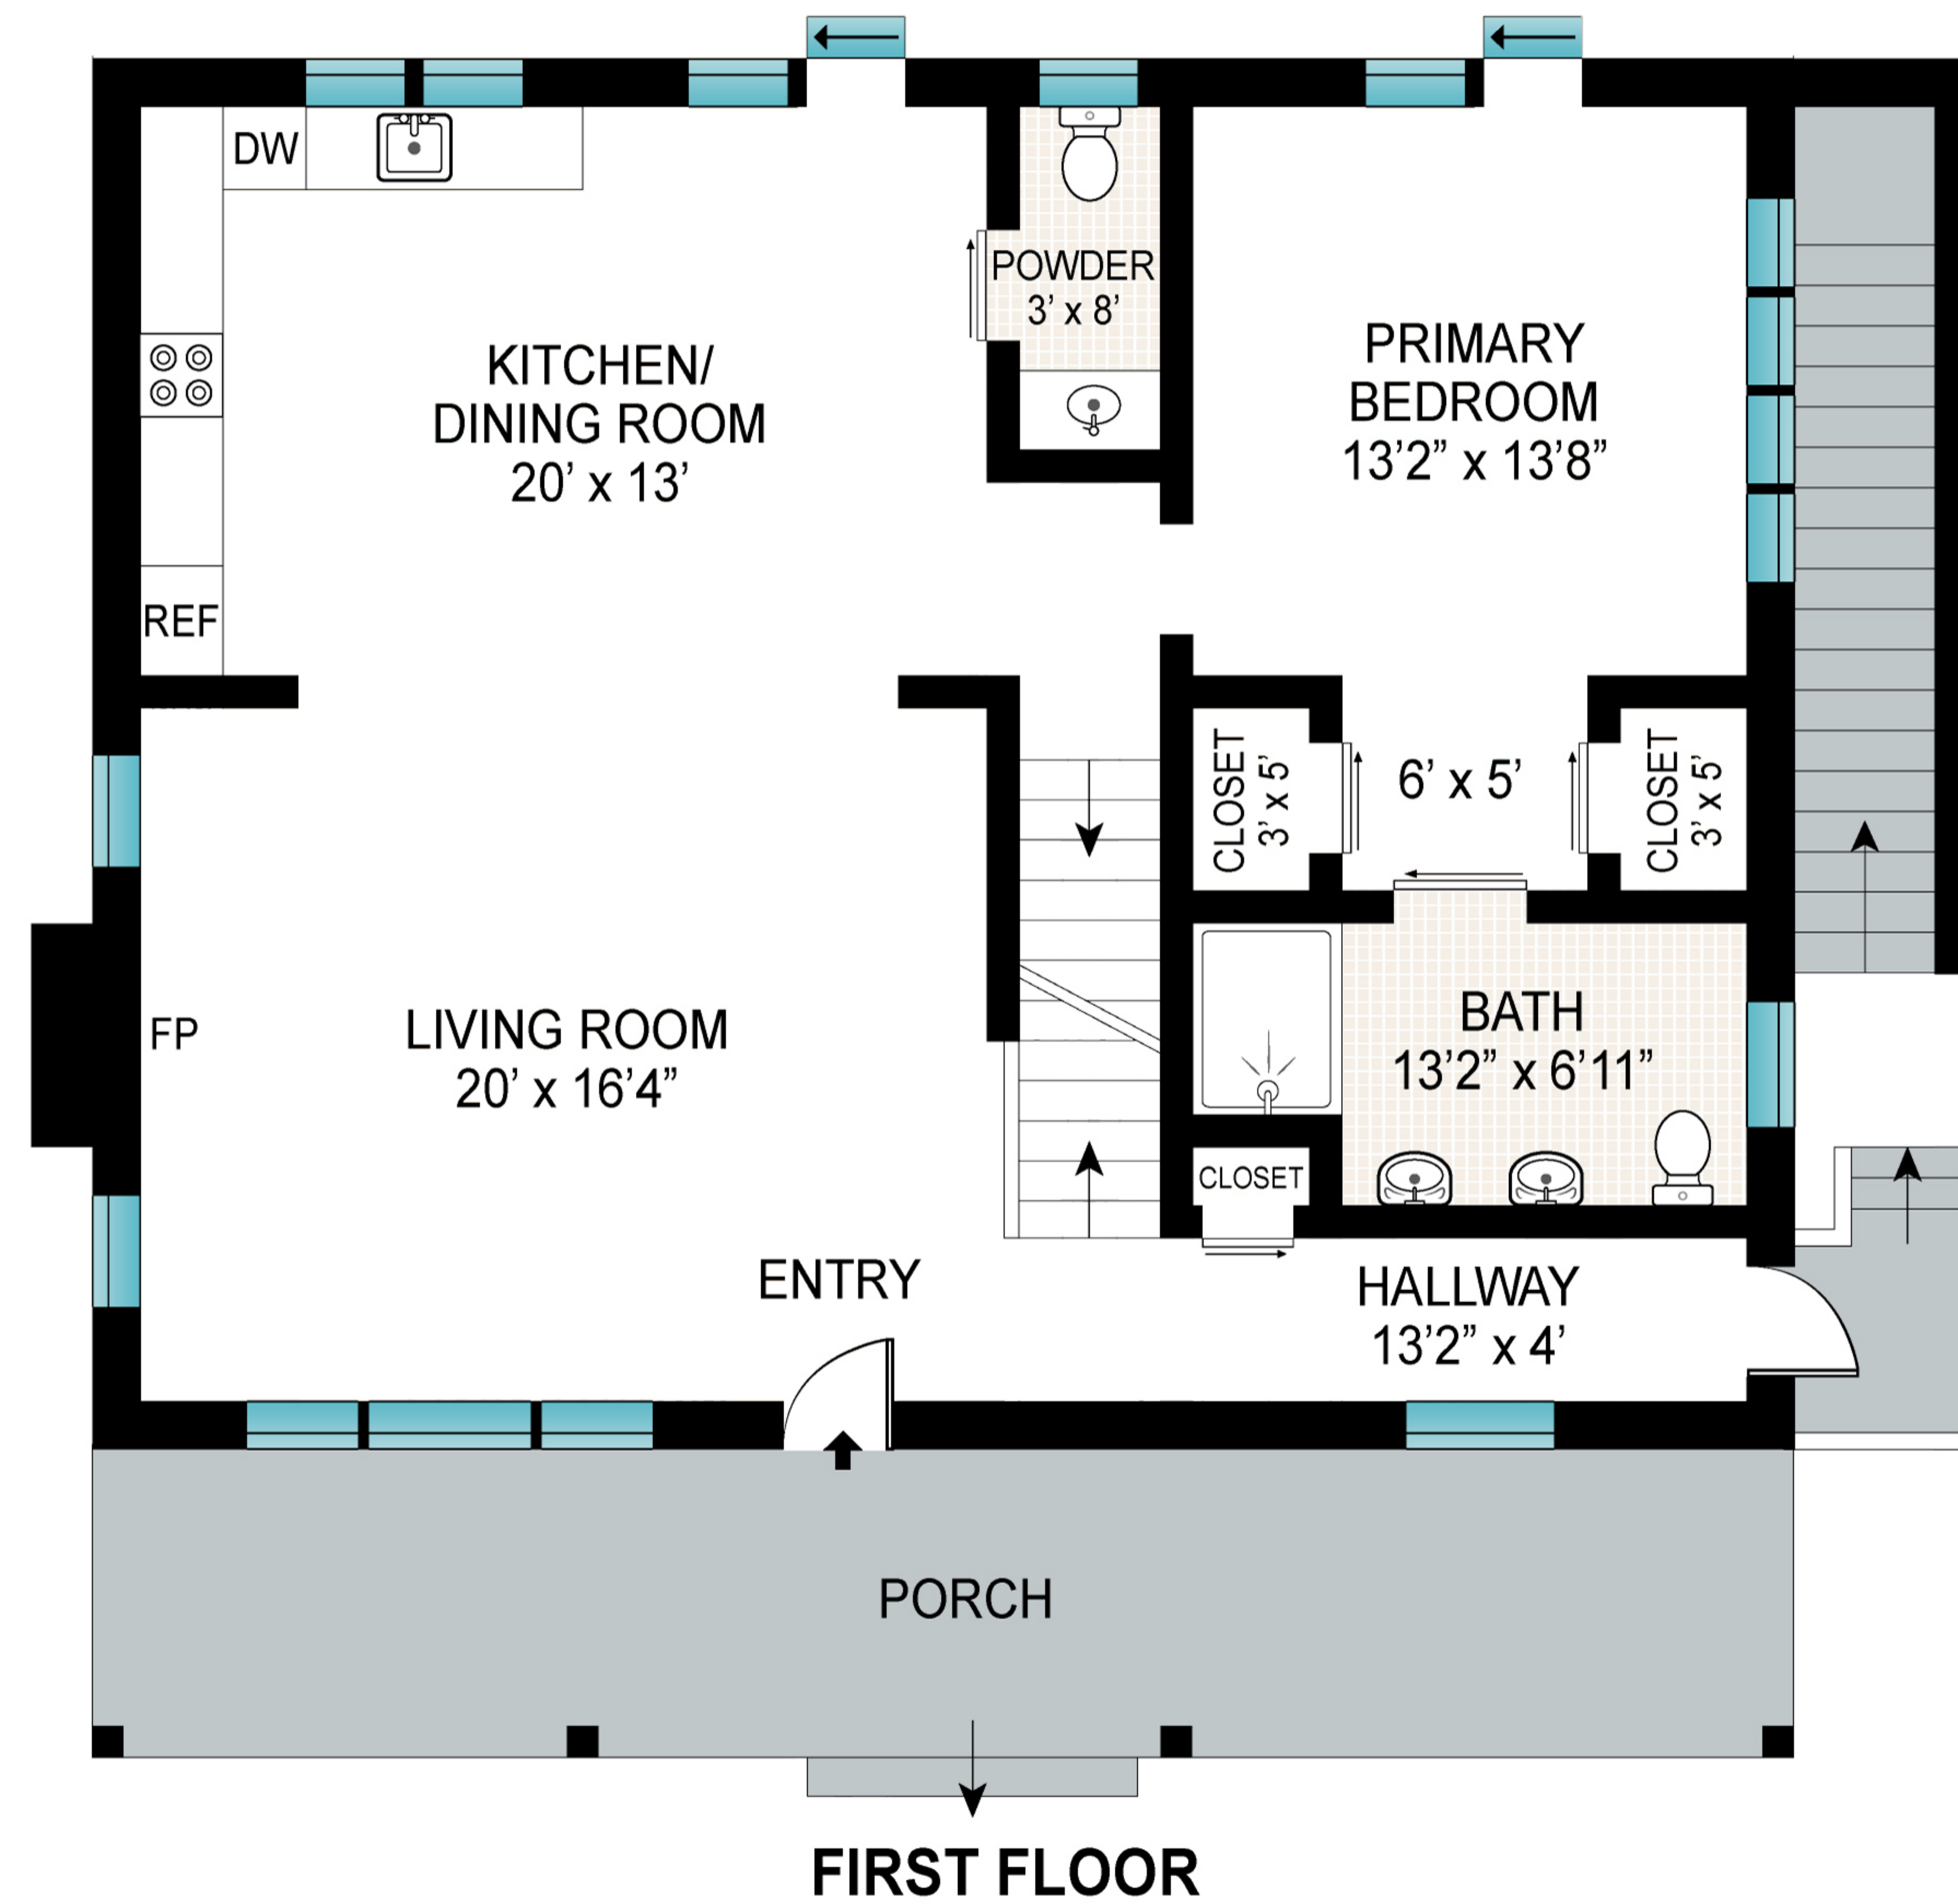 DW
POWDER
3’ x 8’
KITCHEN/
DINING ROOM
20’ x 13’
PRIMARY
BEDROOM
13’2” x 13’8”
REF
CLOSET
3’ x 5’
6’ x 5’
CLOSET
3’ x 5’
FP
LIVING ROOM
20’ x 16’4”
BATH
13’2” x 6’11”
CLOSET
ENTRY
HALLWAY
13’2” x 4’
PORCH
FIRST FLOOR